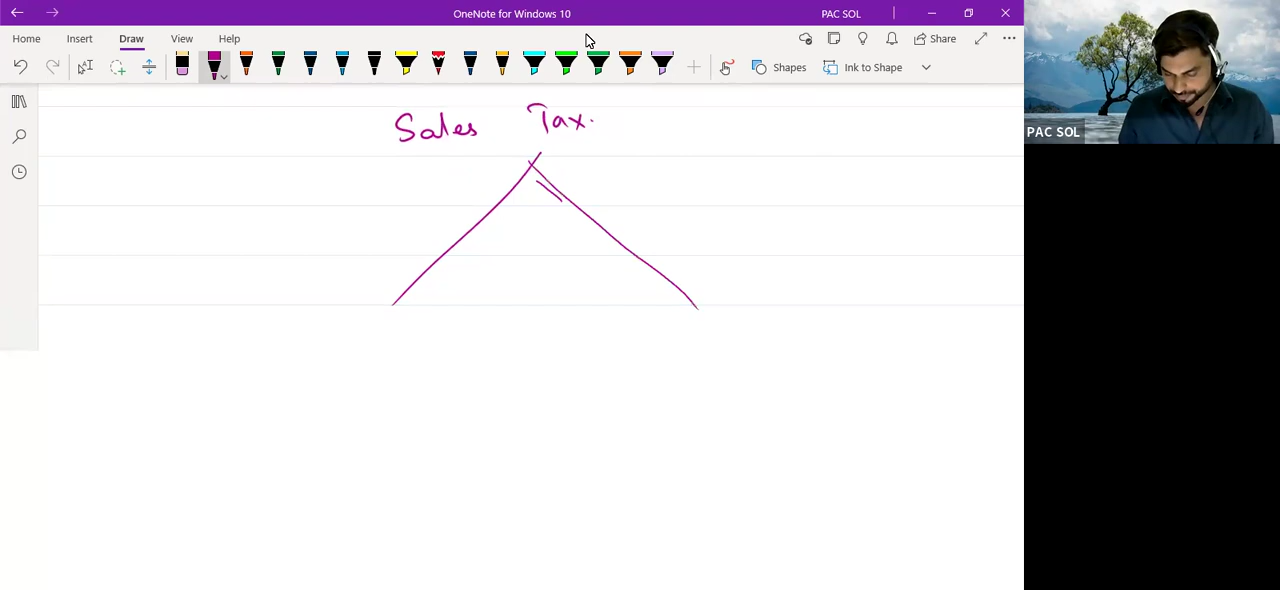 OneNote for Windows 10
PAC SOL
Home Insert Draw View Help
Share
Shapes
Ink to Shape
Sales Tax.
PAC SOL